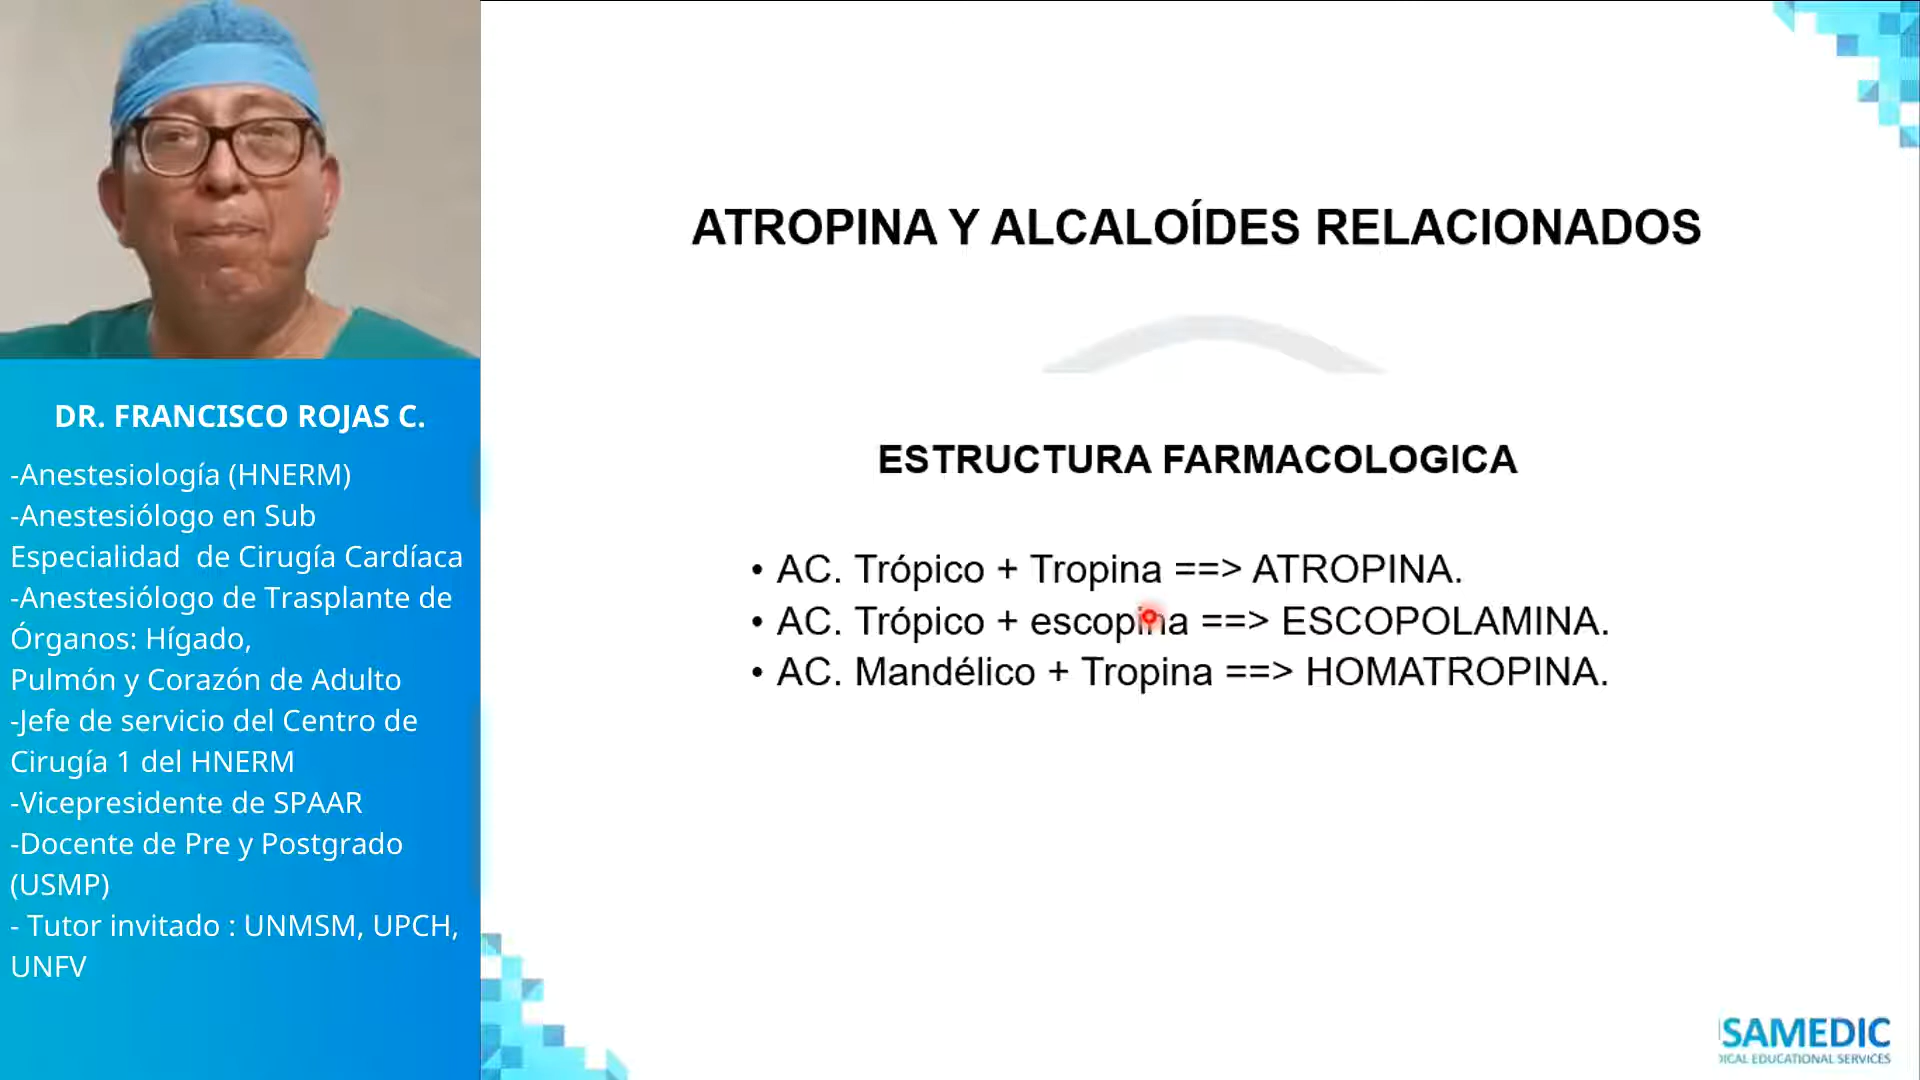 DR. FRANCISCO ROJAS C.
-Anestesiología (HNERM)
-Anestesiólogo en Sub
Especialidad  de Cirugía Cardíaca
-Anestesiólogo de Trasplante de
Órganos: Hígado,
Pulmón y Corazón de Adulto
-Jefe de servicio del Centro de
Cirugía 1 del HNERM
-Vicepresidente de SPAAR
-Docente de Pre y Postgrado
(USMP)
- Tutor invitado : UNMSM, UPCH,
UNFV
ATROPINA Y ALCALOÍDES RELACIONADOS
ESTRUCTURA FARMACOLOGICA
• AC. Trópico + Tropina ==> ATROPINA.
• AC. Trópico + escopina ==> ESCOPOLAMINA.
• AC. Mandélico + Tropina ==> HOMATROPINA.
SAMEDIC
ICAL EDUCATIONAL SERVICES